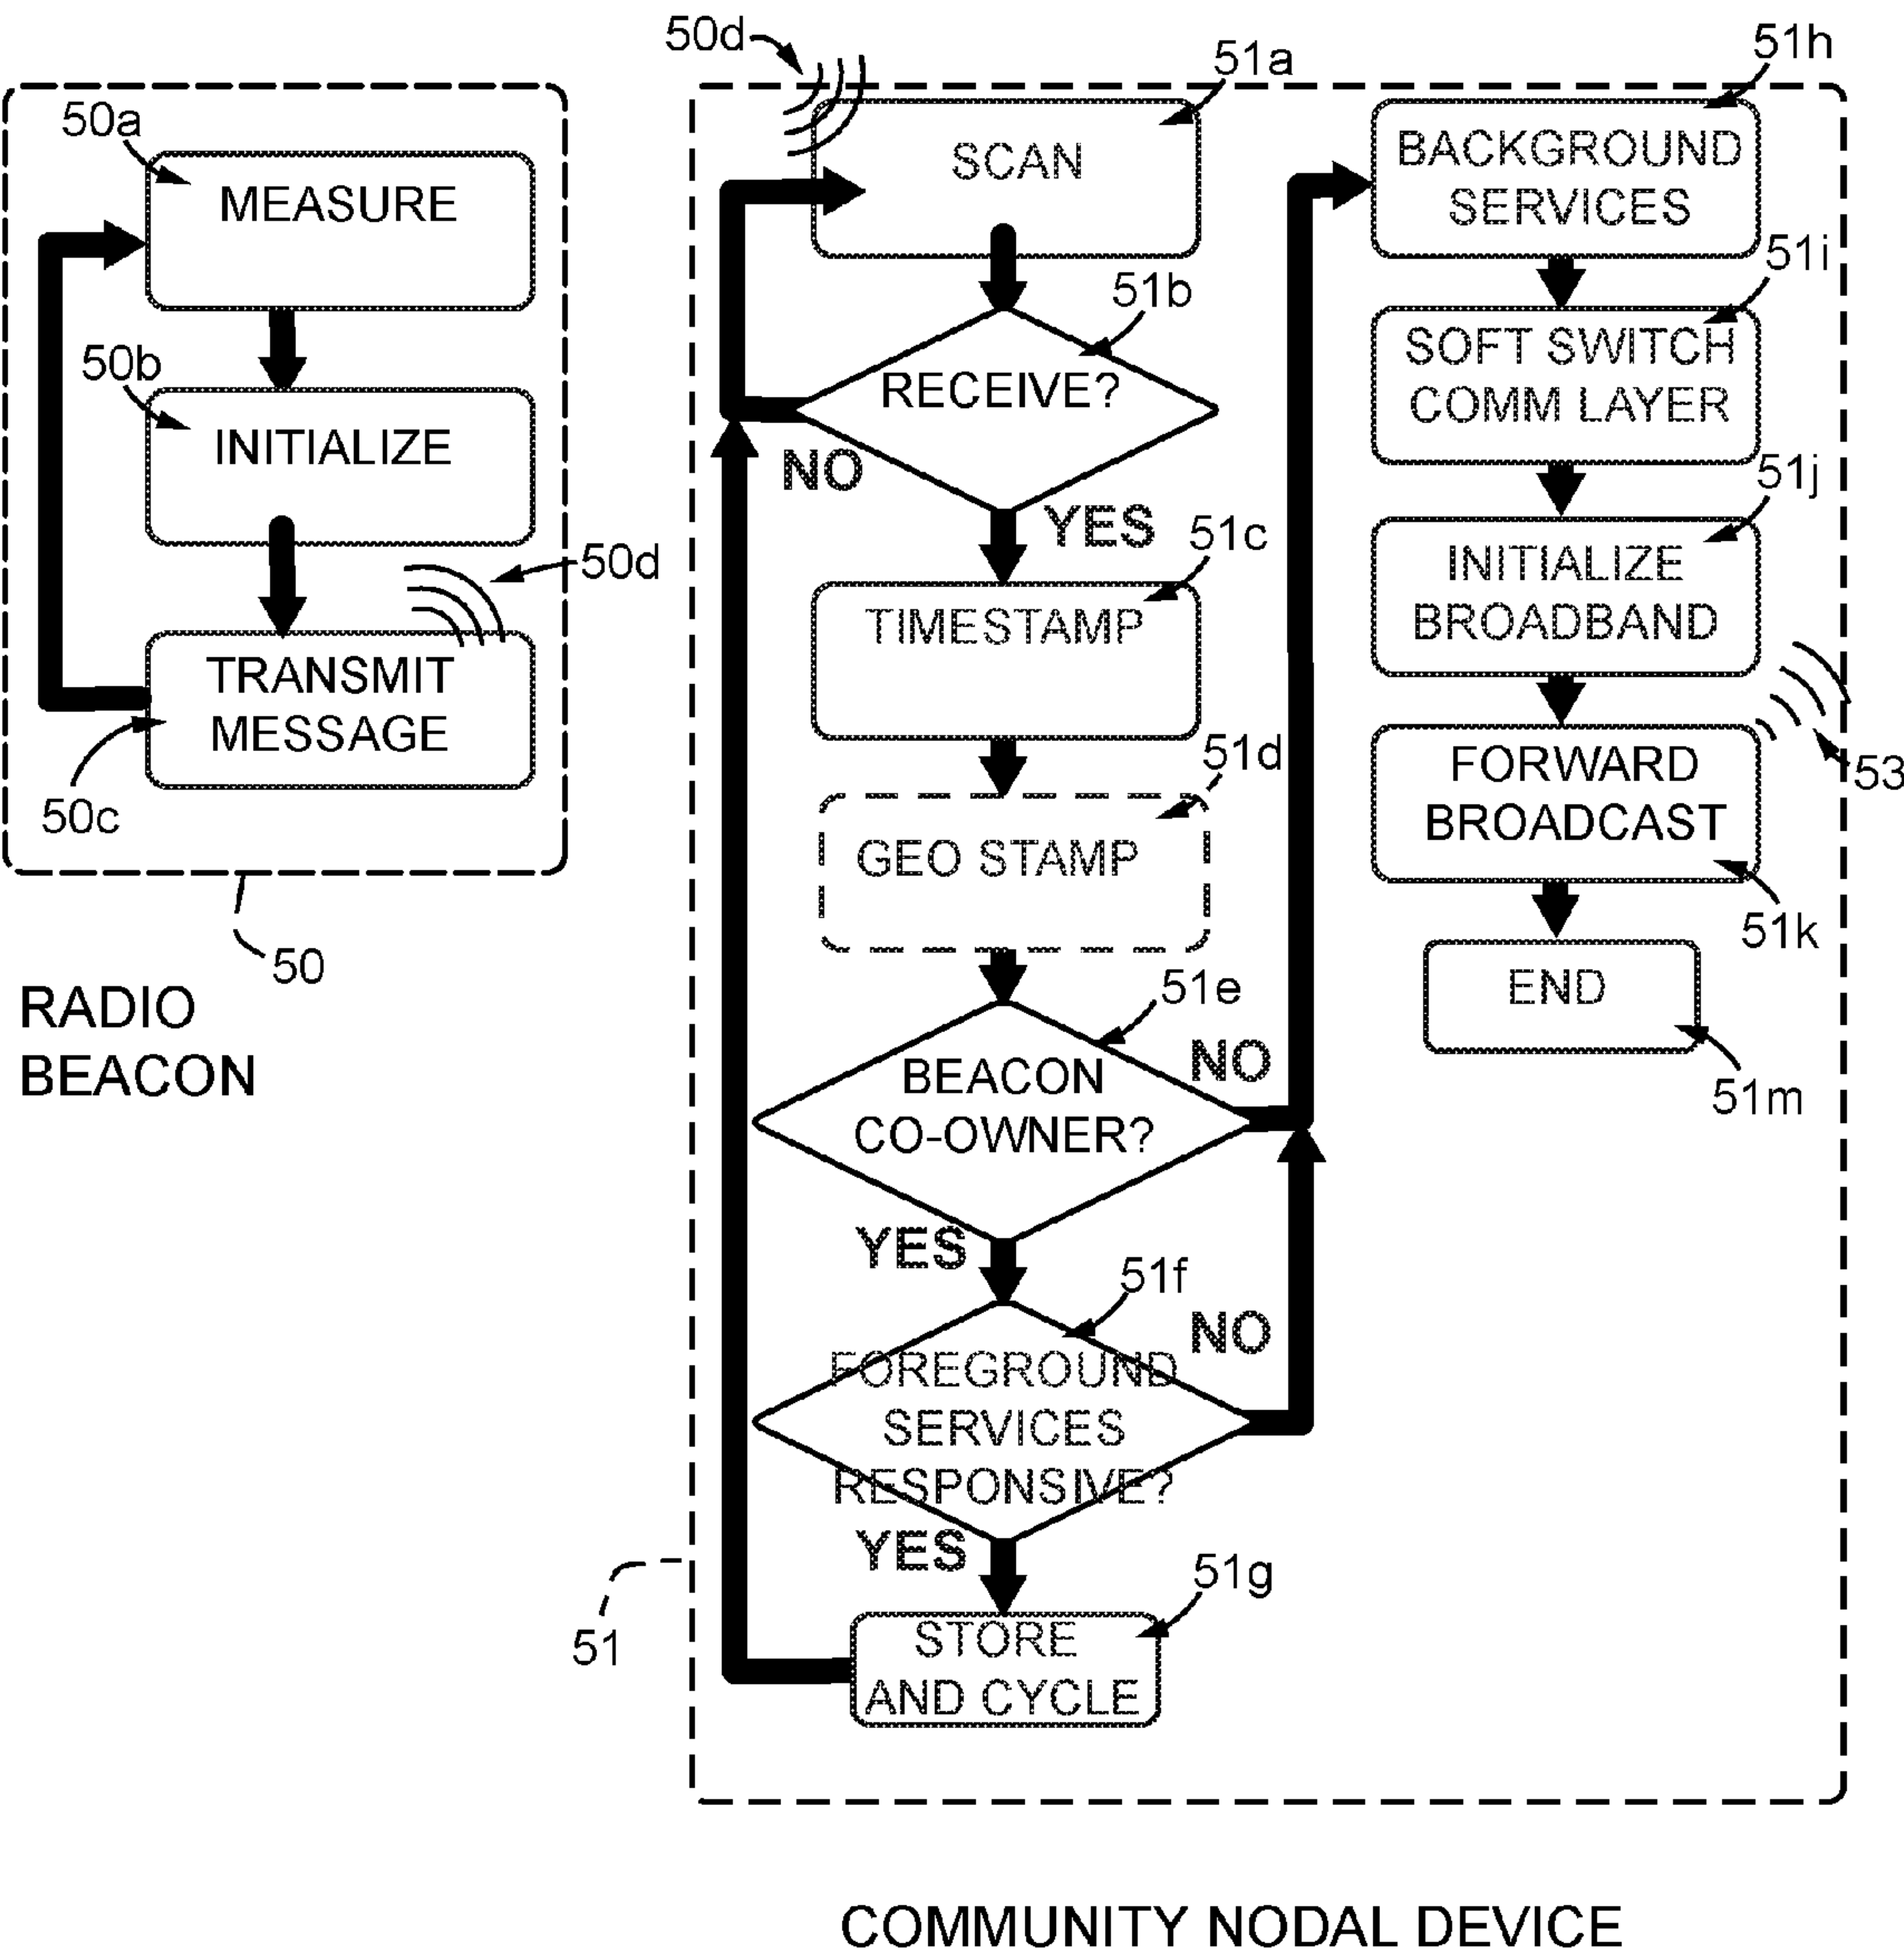 50a
MEASURE
50b
INITIALIZE
50d
TRANSMIT
MESSAGE
50c
50
RADIO
BEACON
50d
51a
SCAN
51b
RECEIVE?
NO
YES
51c
TIMESTAMP
51d
GEO STAMP
51e
BEACON
CO-OWNER?
NO
YES
51f
FOREGROUND
SERVICES
RESPONSIVE?
NO
YES
51g
STORE
AND CYCLE
51
51h
BACKGROUND
SERVICES
51i
SOFT SWITCH
COMM LAYER
51j
INITIALIZE
BROADBAND
53
FORWARD
BROADCAST
51k
END
51m
COMMUNITY NODAL DEVICE